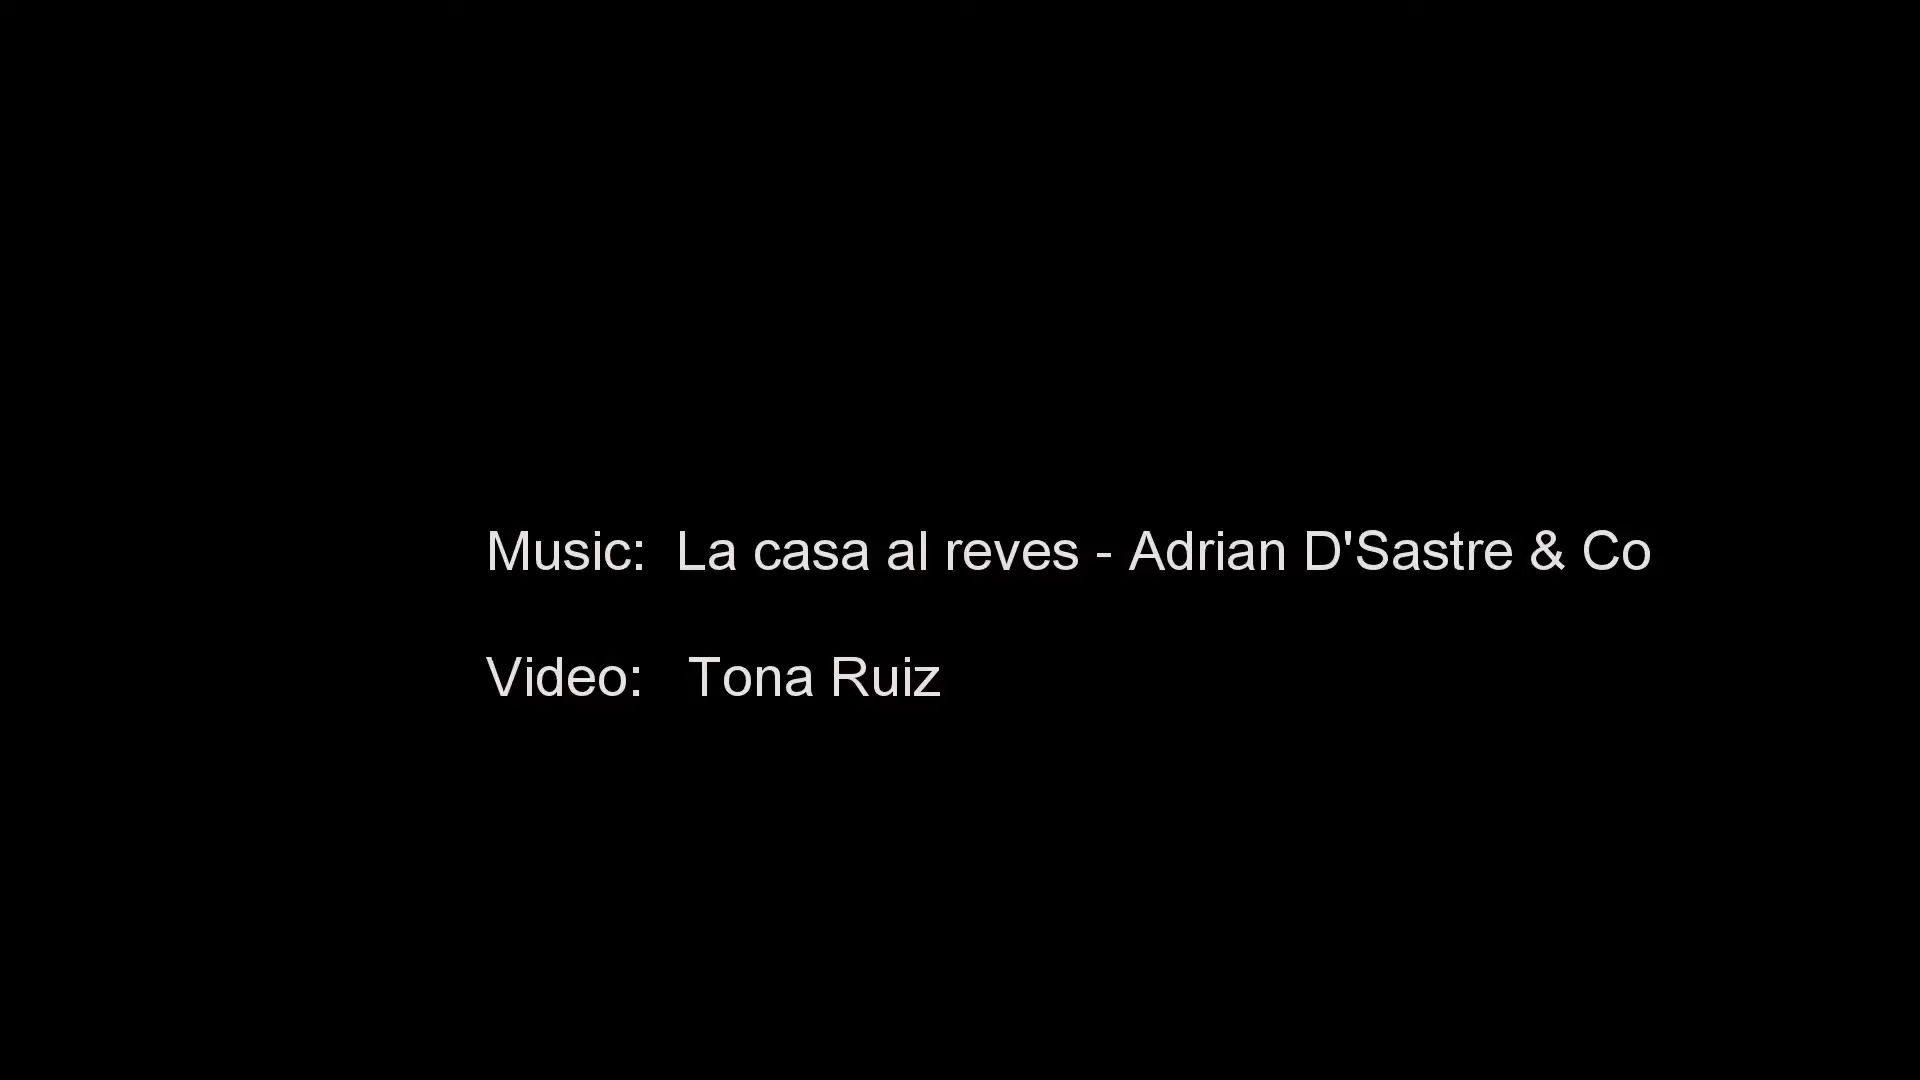 Music:  La casa al reves - Adrian D'Sastre & Co
Video:   Tona Ruiz